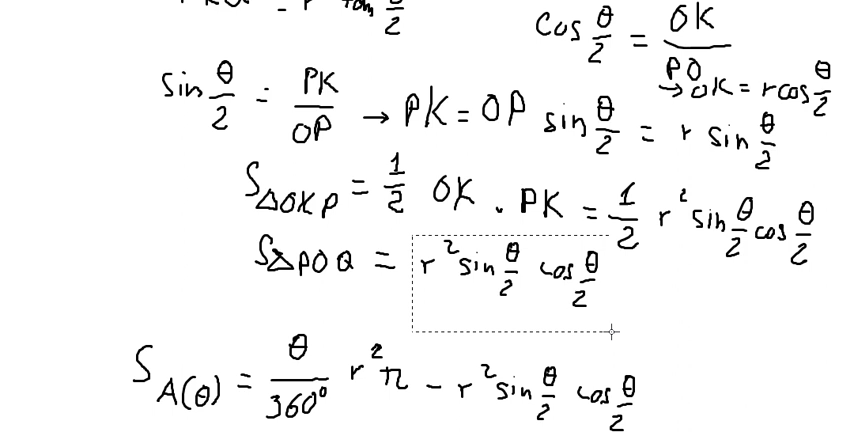 cos θ/2 = OK/PO
→ OK = r cos θ/2
sin θ/2 = PK/OP → PK = OP sin θ/2 = r sin θ/2
S△OKP = 1/2 OK . PK = 1/2 r² sin θ/2 cos θ/2
S△POQ = r² sin θ/2 cos θ/2
S A(θ) = θ/360° r² π - r² sin θ/2 cos θ/2